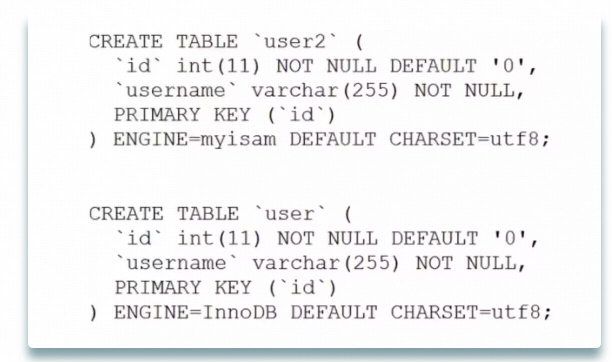 CREATE TABLE `user2` (
  `id` int(11) NOT NULL DEFAULT '0',
  `username` varchar(255) NOT NULL,
  PRIMARY KEY (`id`)
) ENGINE=myisam DEFAULT CHARSET=utf8;
CREATE TABLE `user` (
  `id` int(11) NOT NULL DEFAULT '0',
  `username` varchar(255) NOT NULL,
  PRIMARY KEY (`id`)
) ENGINE=InnoDB DEFAULT CHARSET=utf8;